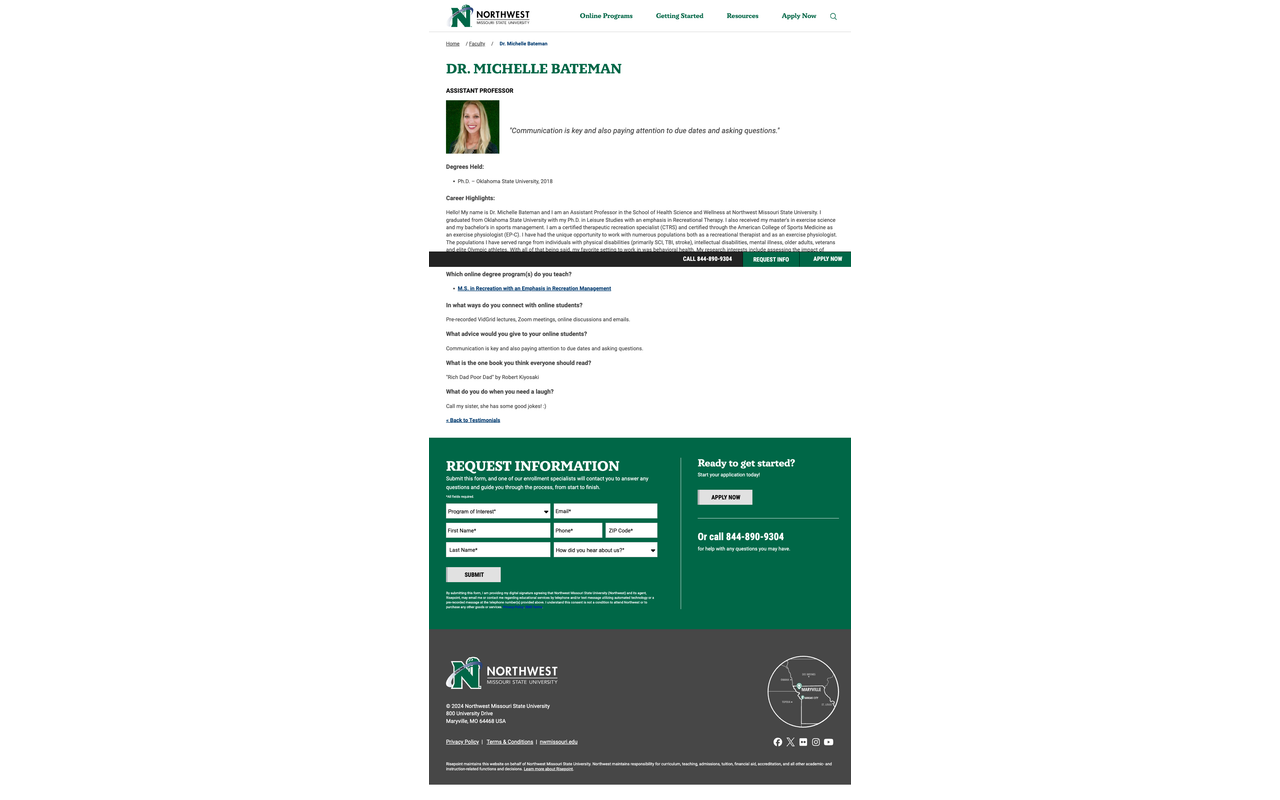 NORTHWEST
MISSOURI STATE UNIVERSITY
Online Programs
Getting Started
Resources
Apply Now
Home / Faculty / Dr. Michelle Bateman
DR. MICHELLE BATEMAN
ASSISTANT PROFESSOR
"Communication is key and also paying attention to due dates and asking questions."
Degrees Held:
• Ph.D. – Oklahoma State University, 2018
Career Highlights:
Hello! My name is Dr. Michelle Bateman and I am an Assistant Professor in the School of Health Science and Wellness at Northwest Missouri State University. I
graduated from Oklahoma State University with my Ph.D. in Leisure Studies with an emphasis in Recreational Therapy. I also received my master's in exercise science
and my bachelor's in sports management. I am a certified therapeutic recreation specialist (CTRS) and certified through the American College of Sports Medicine as
an exercise physiologist (EP-C). I have had the unique opportunity to work with numerous populations both as a recreational therapist and as an exercise physiologist.
The populations I have served range from individuals with physical disabilities (primarily SCI, TBI, stroke), intellectual disabilities, mental illness, older adults, veterans
and elite Olympic athletes. With all of that being said, my favorite setting to work in was behavioral health. My research interests include assessing the impact of
CALL 844-890-9304
REQUEST INFO
APPLY NOW
Which online degree program(s) do you teach?
• M.S. in Recreation with an Emphasis in Recreation Management
In what ways do you connect with online students?
Pre-recorded VidGrid lectures, Zoom meetings, online discussions and emails.
What advice would you give to your online students?
Communication is key and also paying attention to due dates and asking questions.
What is the one book you think everyone should read?
"Rich Dad Poor Dad" by Robert Kiyosaki
What do you do when you need a laugh?
Call my sister, she has some good jokes! :)
« Back to Testimonials
REQUEST INFORMATION
Submit this form, and one of our enrollment specialists will contact you to answer any
questions and guide you through the process, from start to finish.
*All fields required.
Program of Interest*
Email*
First Name*
Phone*
ZIP Code*
Last Name*
How did you hear about us?*
SUBMIT
By submitting this form, I am providing my digital signature agreeing that Northwest Missouri State University (Northwest) and its agent,
Risepoint, may email me or contact me regarding educational services by telephone and/or text message utilizing automated technology or a
pre-recorded message at the telephone number(s) provided above. I understand this consent is not a condition to attend Northwest or to
purchase any other goods or services.
Ready to get started?
Start your application today!
APPLY NOW
Or call 844-890-9304
for help with any questions you may have.
NORTHWEST
MISSOURI STATE UNIVERSITY
MARYVILLE
© 2024 Northwest Missouri State University
800 University Drive
Maryville, MO 64468 USA
Privacy Policy | Terms & Conditions | nwmissouri.edu
Risepoint maintains this website on behalf of Northwest Missouri State University. Northwest maintains responsibility for curriculum, teaching, admissions, tuition, financial aid, accreditation, and all other academic- and
instruction-related functions and decisions. Learn more about Risepoint.